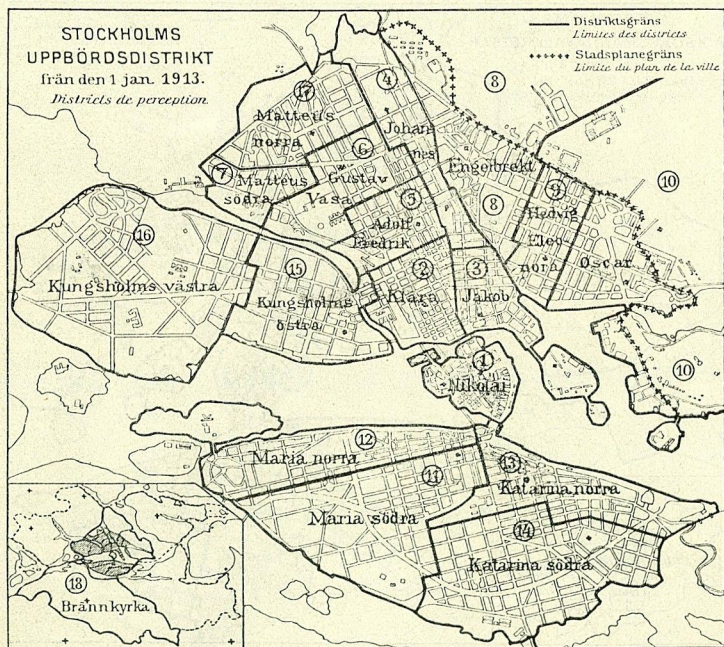 STOCKHOLMS
UPPBÖRDSDISTRIKT
från den 1 jan. 1913.
Districts de perception.
Distriktsgräns
Limites des districts
Stadsplanegräns
Limite du plan de la ville
17
Matteus
norra
4
Johan-
nes
8
6
Gustav
Vasa
7
Matteus
södra
Engelbrekt
8
9
Hedvig
Eleo-
nora
10
Oscar
5
Adolf
Fredrik
16
Kungsholms västra
15
Kungsholms
östra
2
Klara
3
Jakob
10
1
Nikolai
12
Maria norra
11
Maria södra
13
Katarina norra
14
Katarina södra
18
Brännkyrka